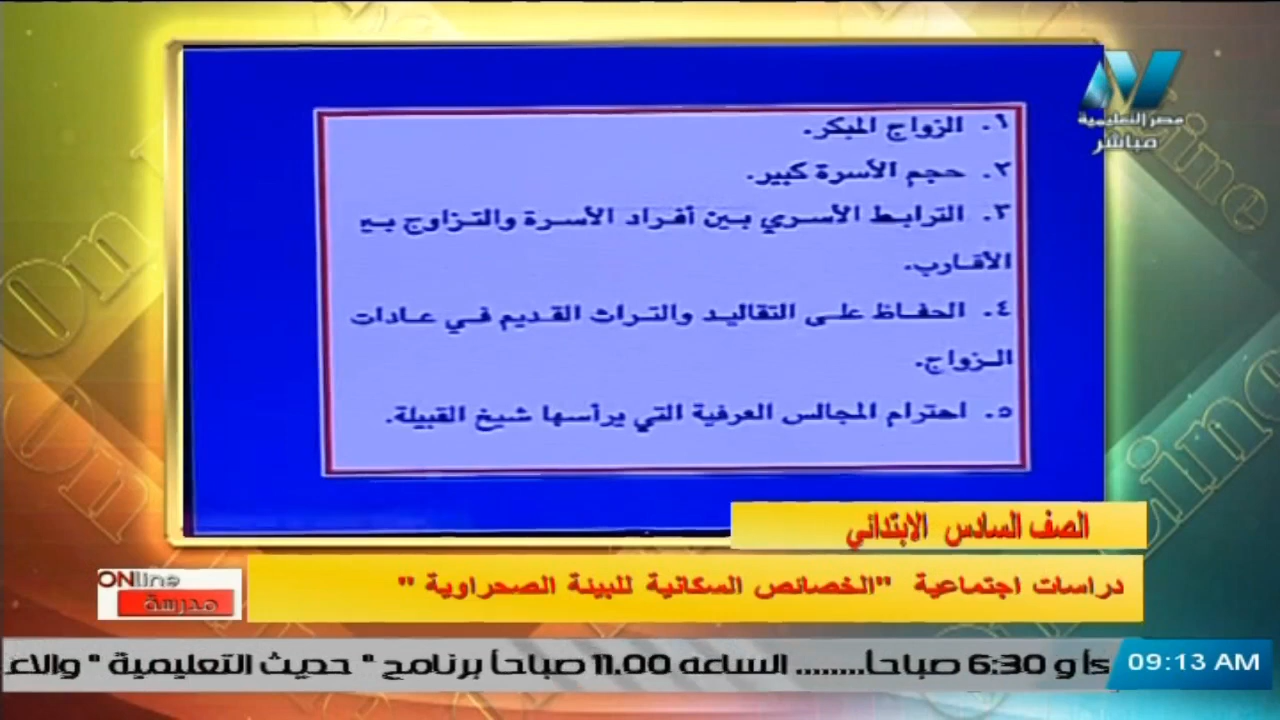 مصر التعليمية
مباشر
١. الزواج المبكر.
٢. حجم الأسرة كبير.
٣. الترابط الأسري بين أفراد الأسرة والتزاوج بيـ
الأقارب.
٤. الحفاظ على التقاليد والتراث القديم في عادات
الزواج.
٥. احترام المجالس العرفية التي يرأسها شيخ القبيلة.
الصف السادس الابتدائي
دراسات اجتماعية "الخصائص السكانية للبيئة الصحراوية "
ONline
مدرسة
و 6:30 صباحاً........ الساعه 11.00 صباحاً برنامج " حديث التعليمية "
09:13 AM